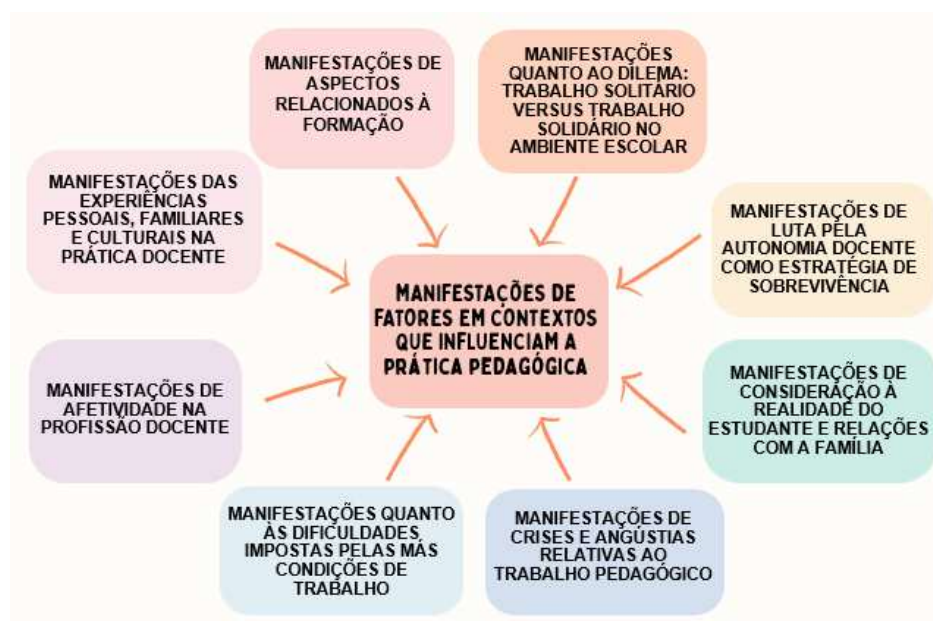 MANIFESTAÇÕES DE
ASPECTOS
RELACIONADOS À
FORMAÇÃO
MANIFESTAÇÕES
QUANTO AO DILEMA:
TRABALHO SOLITÁRIO
VERSUS TRABALHO
SOLIDÁRIO NO
AMBIENTE ESCOLAR
MANIFESTAÇÕES DAS
EXPERIÊNCIAS
PESSOAIS, FAMILIARES
E CULTURAIS NA
PRÁTICA DOCENTE
MANIFESTAÇÕES DE
LUTA PELA
AUTONOMIA DOCENTE
COMO ESTRATÉGIA DE
SOBREVIVÊNCIA
MANIFESTAÇÕES DE
FATORES EM CONTEXTOS
QUE INFLUENCIAM A
PRÁTICA PEDAGÓGICA
MANIFESTAÇÕES DE
AFETIVIDADE NA
PROFISSÃO DOCENTE
MANIFESTAÇÕES DE
CONSIDERAÇÃO À
REALIDADE DO
ESTUDANTE E RELAÇÕES
COM A FAMÍLIA
MANIFESTAÇÕES QUANTO
ÀS DIFICULDADES
IMPOSTAS PELAS MÁS
CONDIÇÕES DE
TRABALHO
MANIFESTAÇÕES DE
CRISES E ANGÚSTIAS
RELATIVAS AO
TRABALHO PEDAGÓGICO